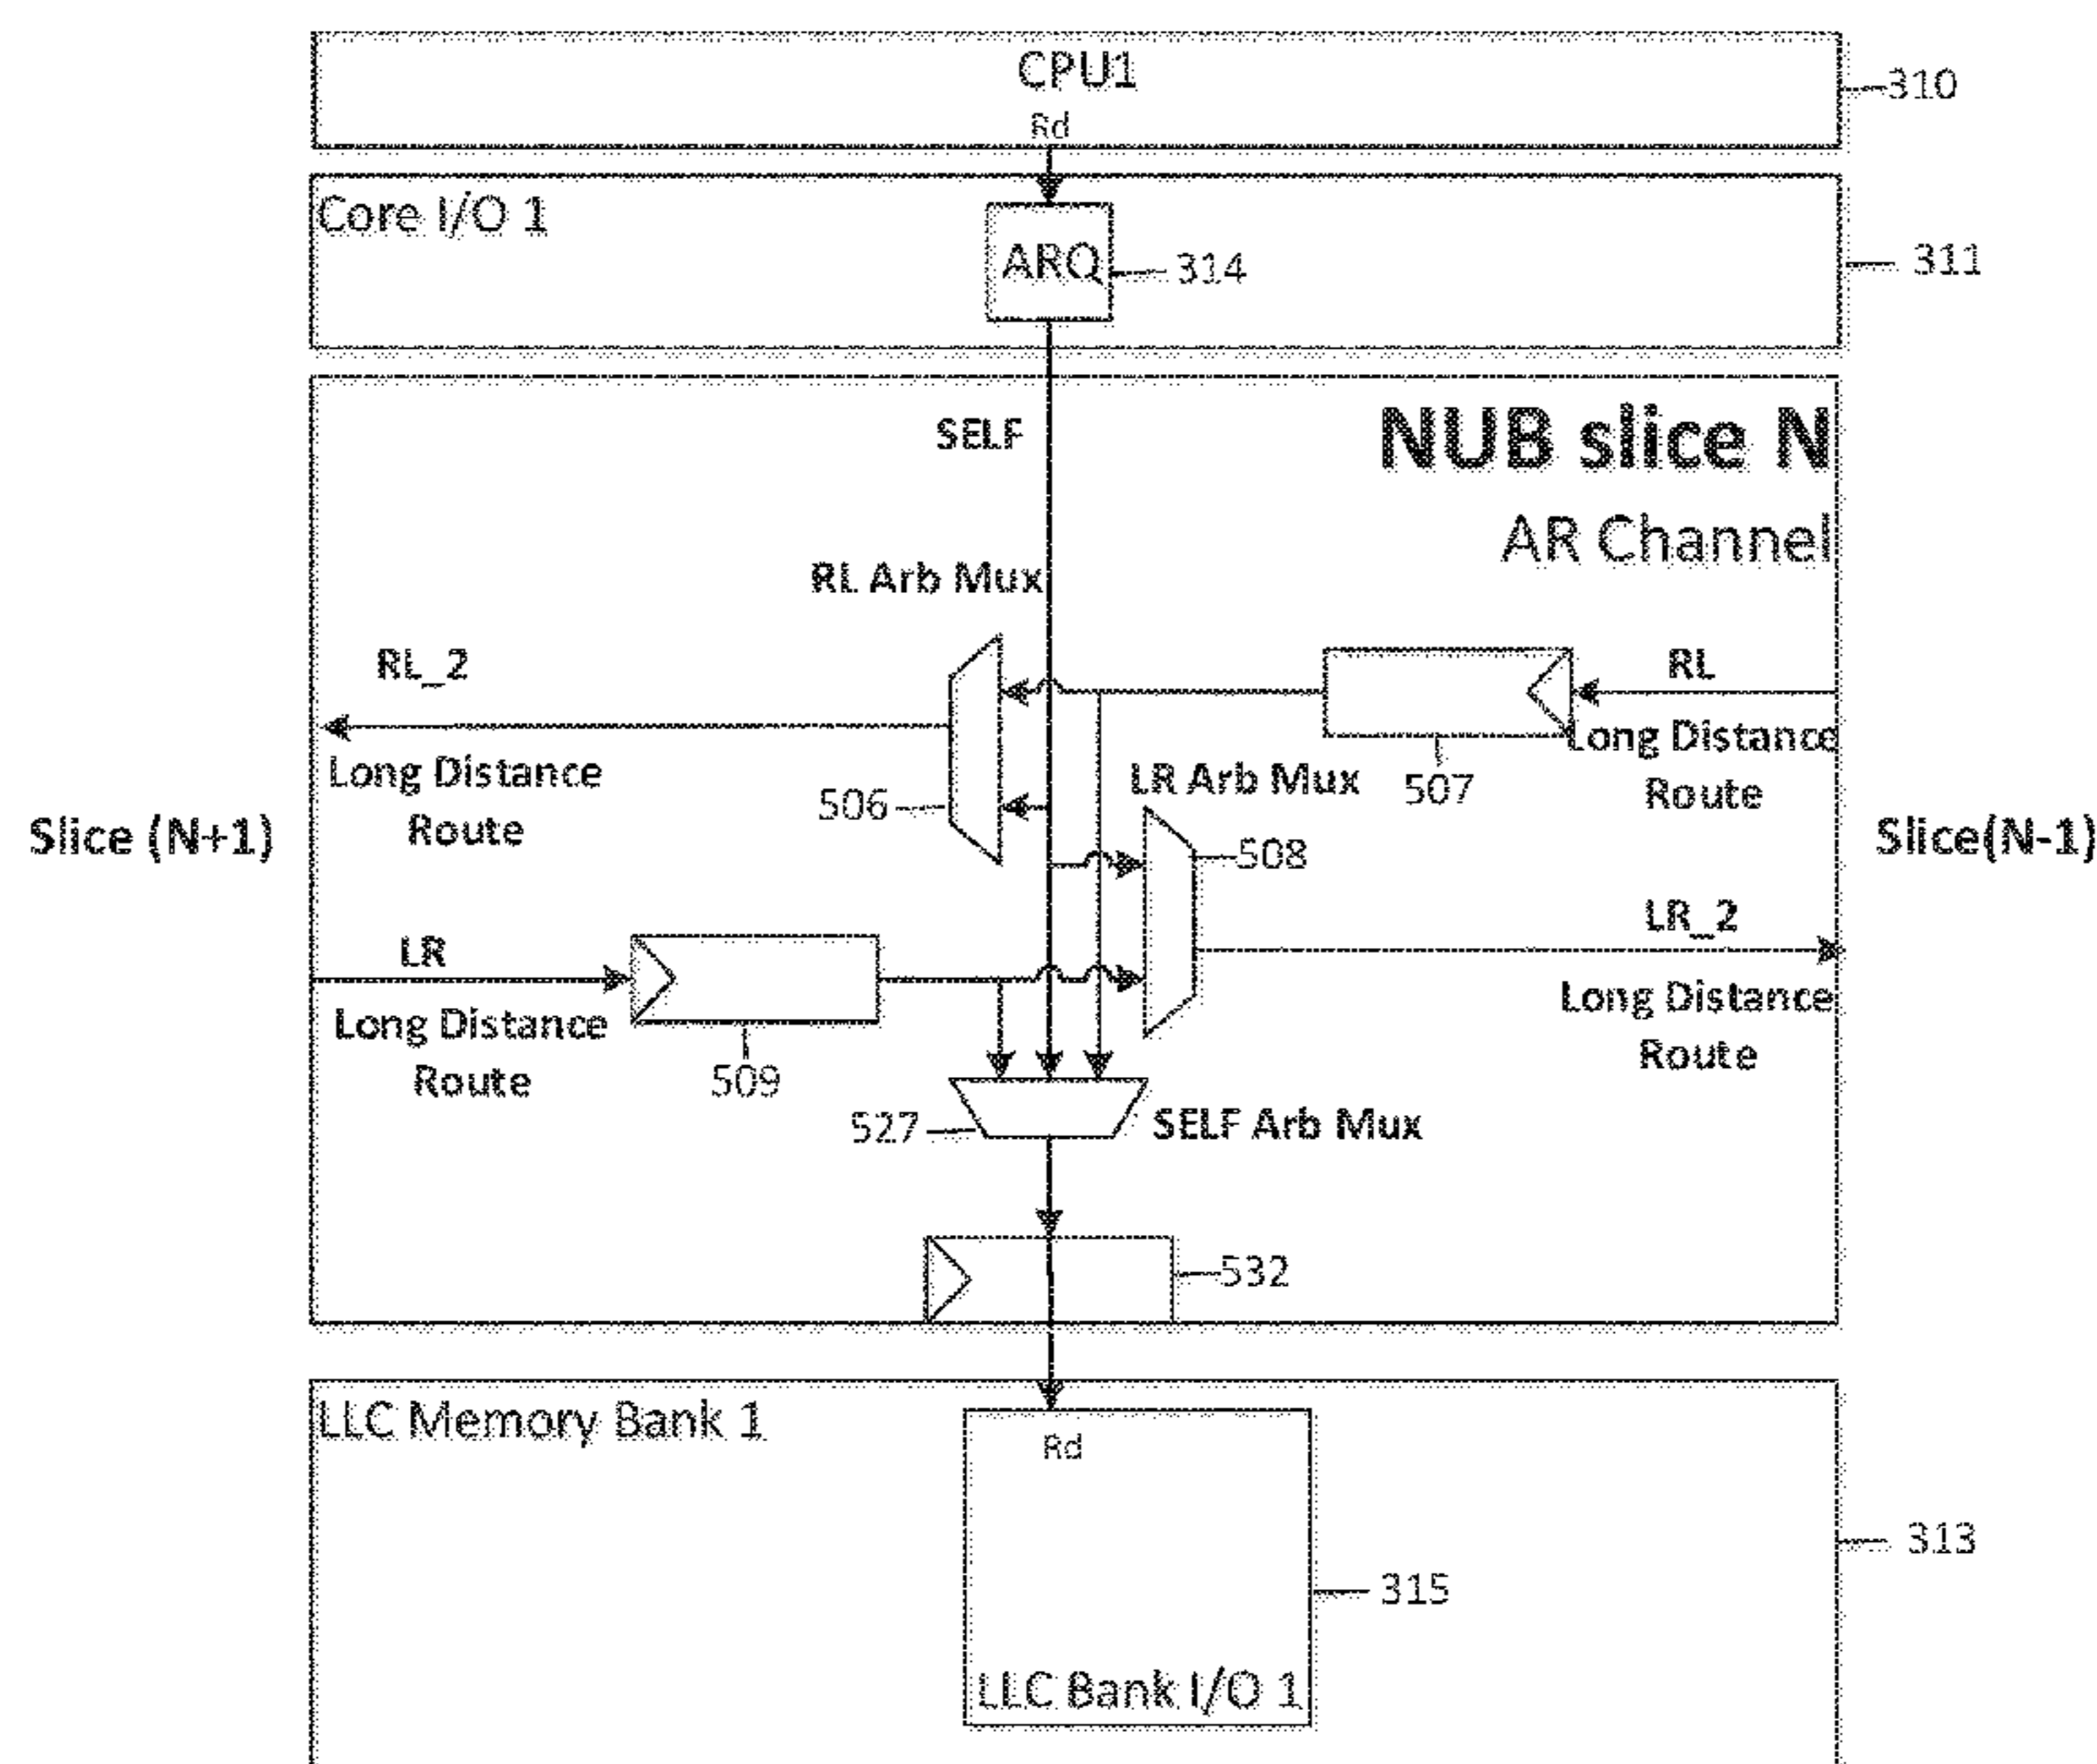 CPU1
310
Rd
Core I/O 1
ARQ
314
311
SELF
NUB slice N
AR Channel
RL Arb Mux
RL_2
RL
Long Distance
Route
Long Distance
Route
506
LR Arb Mux
507
Slice (N+1)
Slice(N-1)
508
LR
LR_2
Long Distance
Route
Long Distance
Route
509
527
SELF Arb Mux
532
LLC Memory Bank 1
Rd
313
315
LLC Bank I/O 1